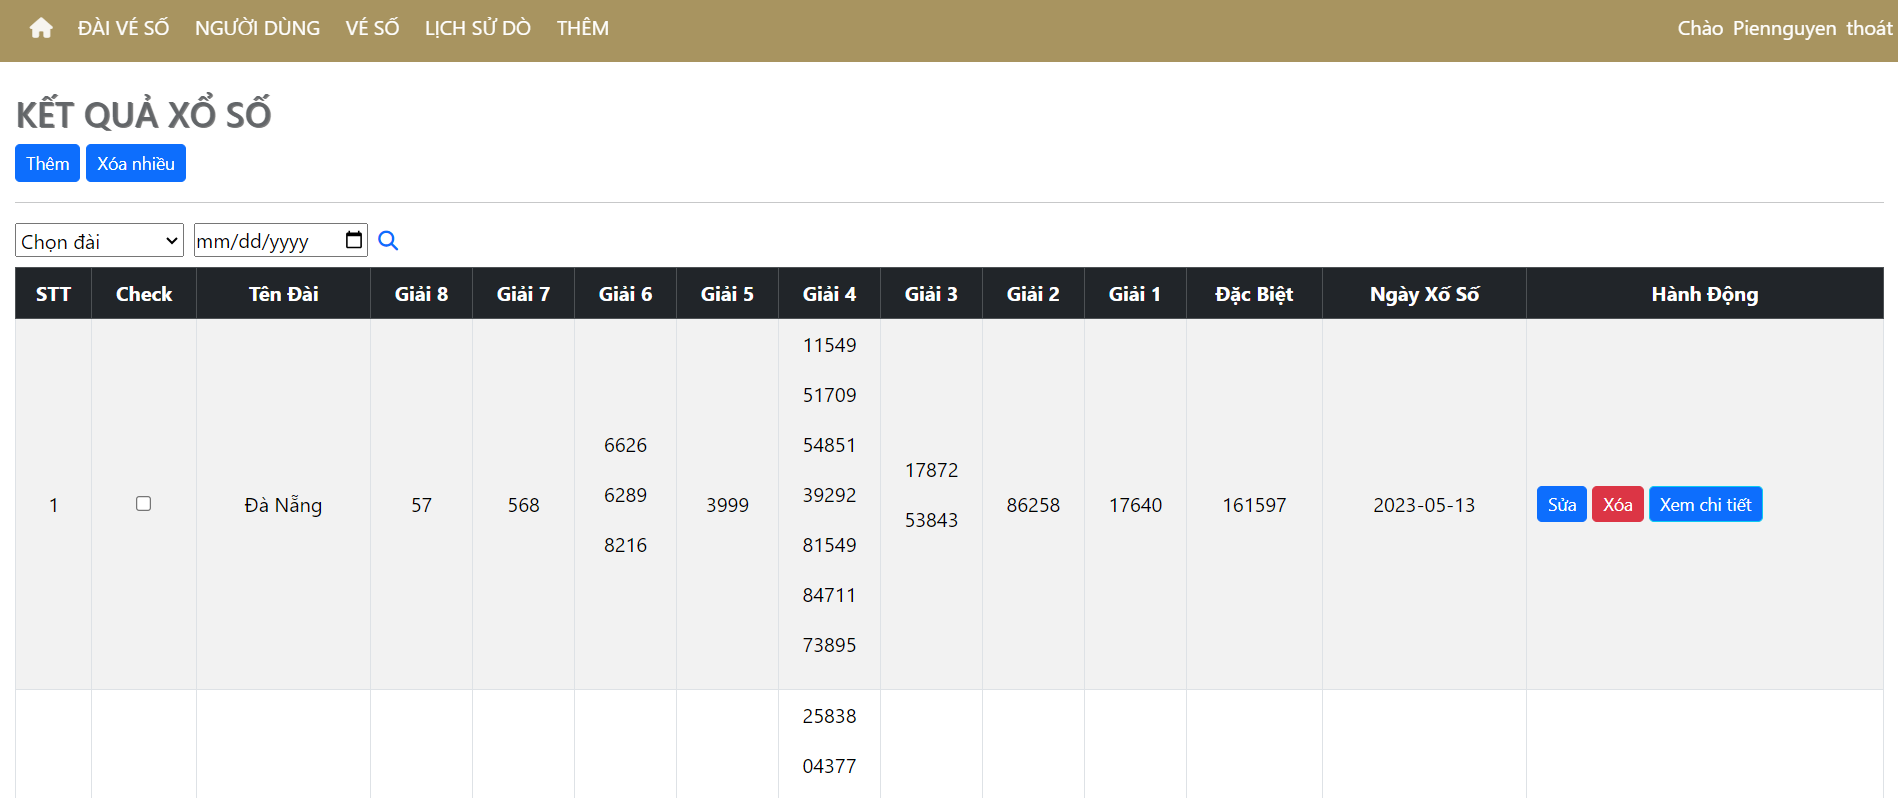 ĐÀI VÉ SỐ NGƯỜI DÙNG VÉ SỐ LỊCH SỬ DÒ THÊM Chào Piennguyen thoát
KẾT QUẢ XỔ SỐ
Thêm Xóa nhiều
Chọn đài mm/dd/yyyy
STT Check Tên Đài Giải 8 Giải 7 Giải 6 Giải 5 Giải 4 Giải 3 Giải 2 Giải 1 Đặc Biệt Ngày Xố Số Hành Động
1 Đà Nẵng 57 568
6626
6289
8216
3999
11549
51709
54851
39292
81549
84711
73895
17872
53843
86258 17640 161597 2023-05-13 Sửa Xóa Xem chi tiết
25838
04377